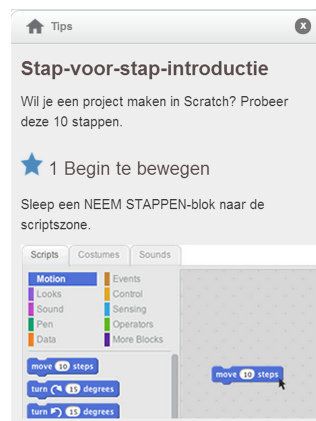 Tips
x
Stap-voor-stap-introductie
Wil je een project maken in Scratch? Probeer
deze 10 stappen.
1 Begin te bewegen
Sleep een NEEM STAPPEN-blok naar de
scriptszone.
Scripts Costumes Sounds
Motion Events
Looks Control
Sound Sensing
Pen Operators
Data More Blocks
move 10 steps
move 10 steps
turn 15 degrees
turn 15 degrees